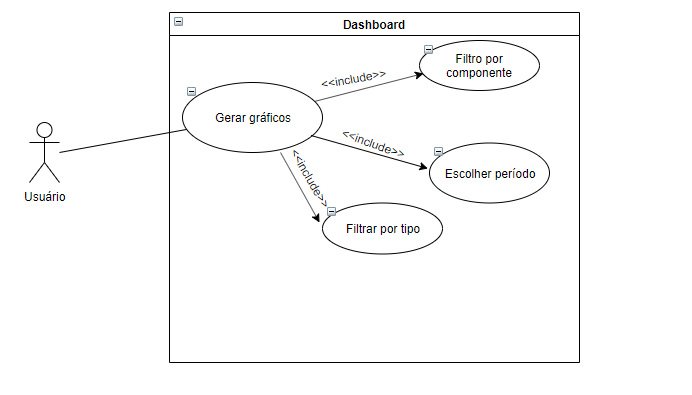 Dashboard
Filtro por
componente
<<include>>
Gerar gráficos
<<include>>
<<include>>
Escolher período
Usuário
Filtrar por tipo